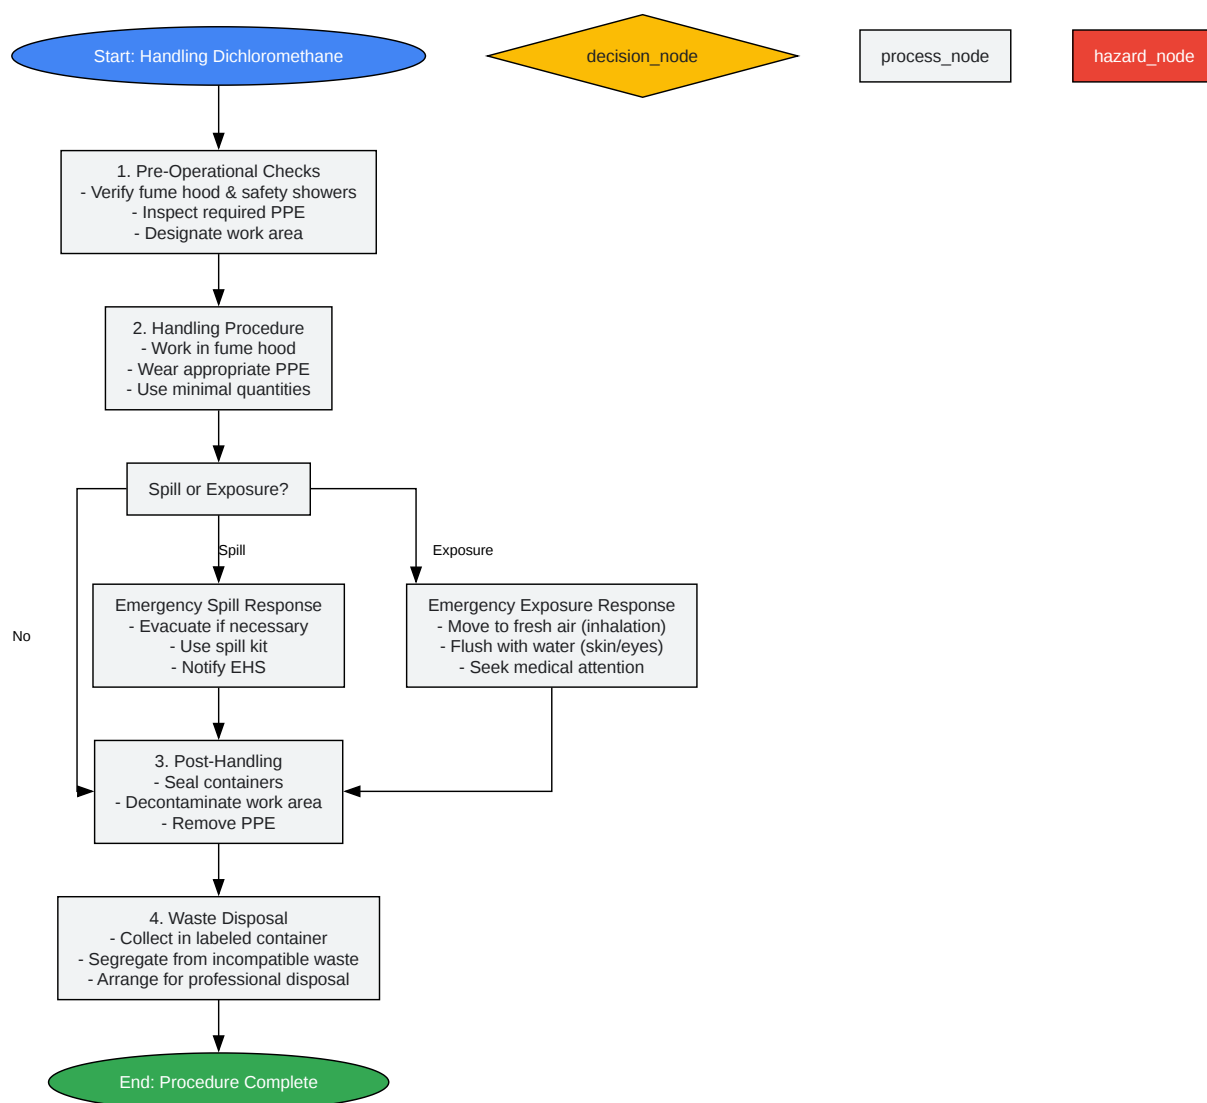 Start: Handling Dichloromethane
decision_node
process_node
hazard_node
1. Pre-Operational Checks
- Verify fume hood & safety showers
- Inspect required PPE
- Designate work area
2. Handling Procedure
- Work in fume hood
- Wear appropriate PPE
- Use minimal quantities
Spill or Exposure?
Spill
Exposure
No
Emergency Spill Response
- Evacuate if necessary
- Use spill kit
- Notify EHS
Emergency Exposure Response
- Move to fresh air (inhalation)
- Flush with water (skin/eyes)
- Seek medical attention
3. Post-Handling
- Seal containers
- Decontaminate work area
- Remove PPE
4. Waste Disposal
- Collect in labeled container
- Segregate from incompatible waste
- Arrange for professional disposal
End: Procedure Complete